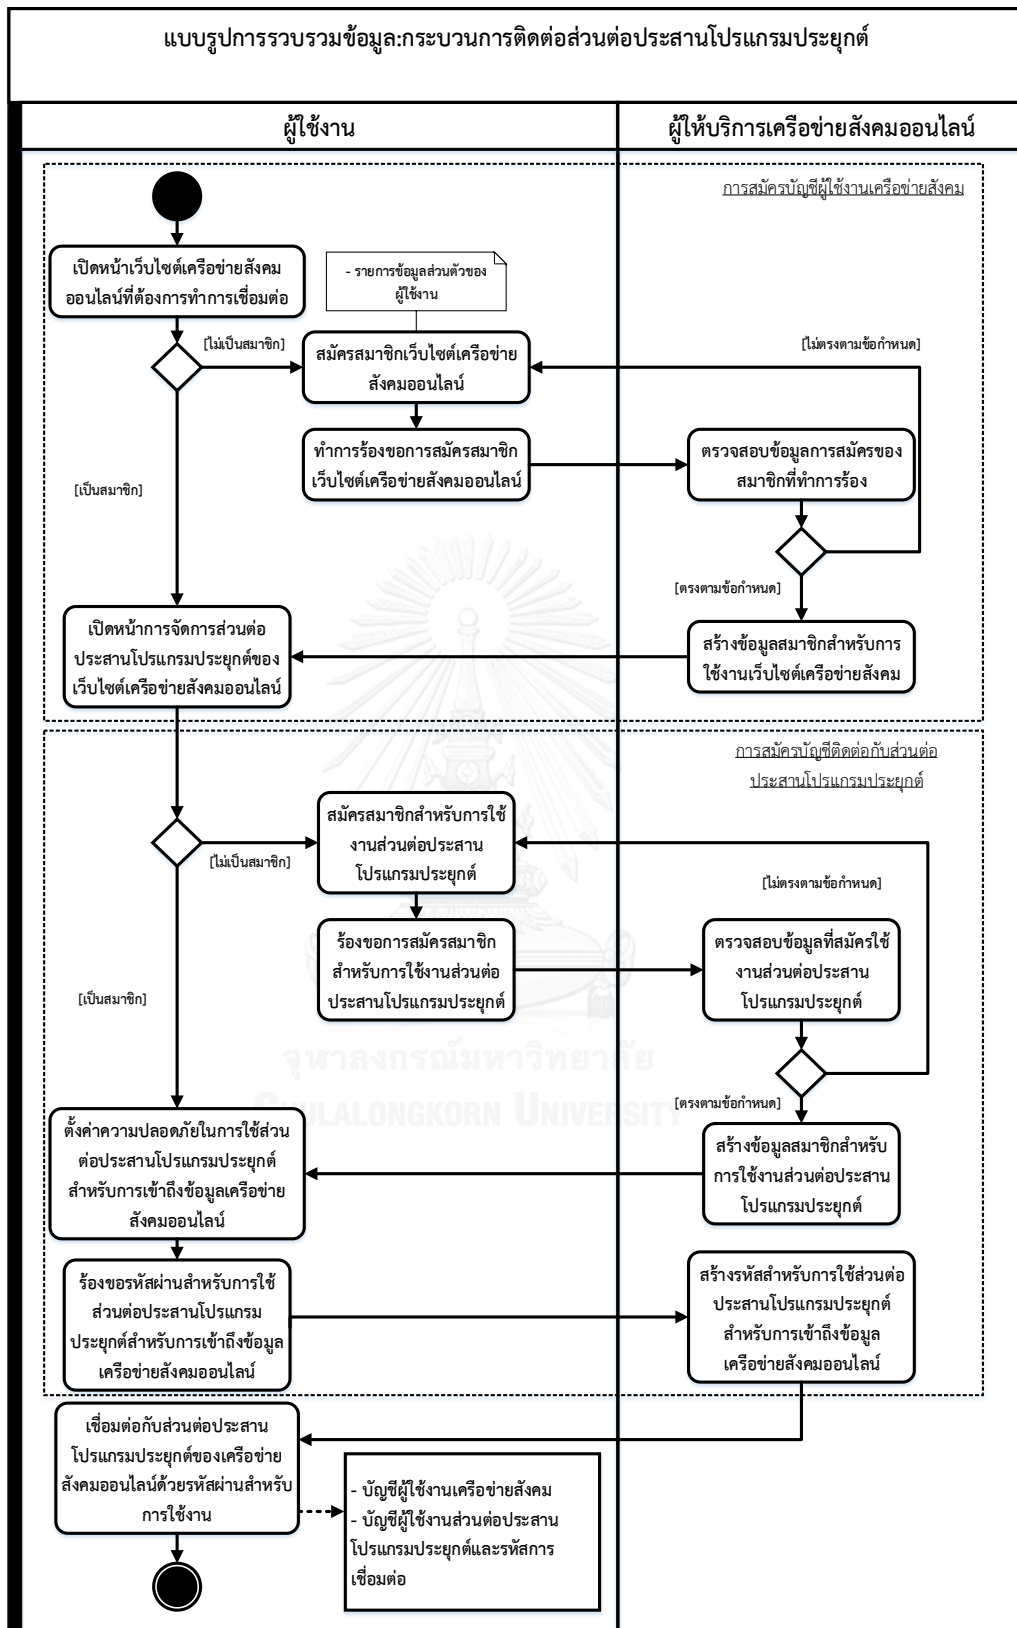 แบบรูปการรวบรวมข้อมูล:กระบวนการติดต่อส่วนต่อประสานโปรแกรมประยุกต์
ผู้ใช้งาน
ผู้ให้บริการเครือข่ายสังคมออนไลน์
การสมัครบัญชีผู้ใช้งานเครือข่ายสังคม
เปิดหน้าเว็บไซต์เครือข่ายสังคม
ออนไลน์ที่ต้องการทำการเชื่อมต่อ
- รายการข้อมูลส่วนตัวของ
ผู้ใช้งาน
[ไม่เป็นสมาชิก]
สมัครสมาชิกเว็บไซต์เครือข่าย
สังคมออนไลน์
[ไม่ตรงตามข้อกำหนด]
ทำการร้องขอการสมัครสมาชิก
เว็บไซต์เครือข่ายสังคมออนไลน์
ตรวจสอบข้อมูลการสมัครของ
สมาชิกที่ทำการร้อง
[เป็นสมาชิก]
[ตรงตามข้อกำหนด]
เปิดหน้าการจัดการส่วนต่อ
ประสานโปรแกรมประยุกต์ของ
เว็บไซต์เครือข่ายสังคมออนไลน์
สร้างข้อมูลสมาชิกสำหรับการ
ใช้งานเว็บไซต์เครือข่ายสังคม
การสมัครบัญชีติดต่อกับส่วนต่อ
ประสานโปรแกรมประยุกต์
สมัครสมาชิกสำหรับการใช้
งานส่วนต่อประสาน
โปรแกรมประยุกต์
[ไม่เป็นสมาชิก]
[ไม่ตรงตามข้อกำหนด]
ร้องขอการสมัครสมาชิก
สำหรับการใช้งานส่วนต่อ
ประสานโปรแกรมประยุกต์
ตรวจสอบข้อมูลที่สมัครใช้
งานส่วนต่อประสาน
โปรแกรมประยุกต์
[เป็นสมาชิก]
จุฬาลงกรณ์มหาวิทยาลัย
CHULALONGKORN UNIVERSITY
[ตรงตามข้อกำหนด]
ตั้งค่าความปลอดภัยในการใช้ส่วน
ต่อประสานโปรแกรมประยุกต์
สำหรับการเข้าถึงข้อมูลเครือข่าย
สังคมออนไลน์
สร้างข้อมูลสมาชิกสำหรับ
การใช้งานส่วนต่อประสาน
โปรแกรมประยุกต์
ร้องขอรหัสผ่านสำหรับการใช้
ส่วนต่อประสานโปรแกรม
ประยุกต์สำหรับการเข้าถึงข้อมูล
เครือข่ายสังคมออนไลน์
สร้างรหัสสำหรับการใช้ส่วนต่อ
ประสานโปรแกรมประยุกต์
สำหรับการเข้าถึงข้อมูล
เครือข่ายสังคมออนไลน์
เชื่อมต่อกับส่วนต่อประสาน
โปรแกรมประยุกต์ของเครือข่าย
สังคมออนไลน์ด้วยรหัสผ่านสำหรับ
การใช้งาน
- บัญชีผู้ใช้งานเครือข่ายสังคม
- บัญชีผู้ใช้งานส่วนต่อประสาน
โปรแกรมประยุกต์และรหัสการ
เชื่อมต่อ